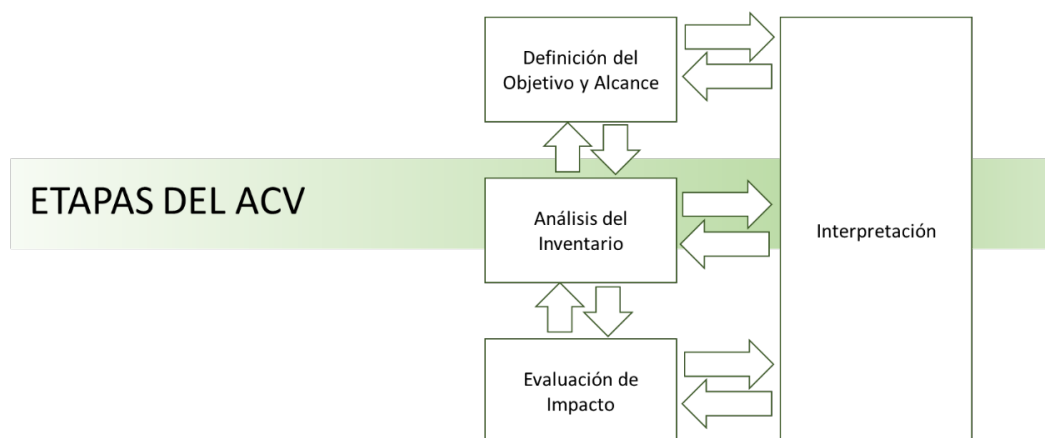 Definición del
Objetivo y Alcance
ETAPAS DEL ACV
Análisis del
Inventario
Interpretación
Evaluación de
Impacto